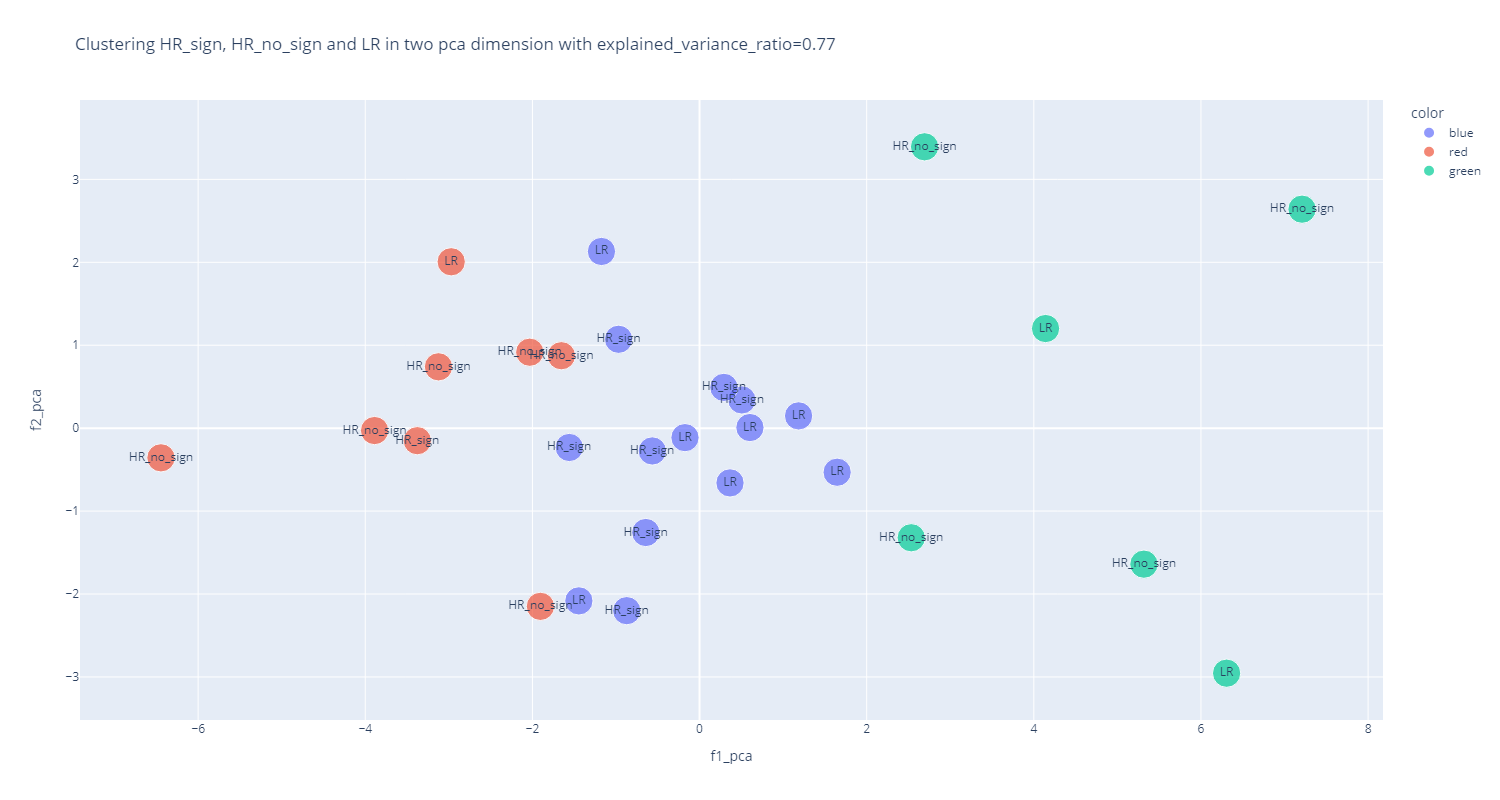 Clustering HR_sign, HR_no_sign and LR in two pca dimension with explained_variance_ratio=0.77
color
blue
red
green
HR_no_sign
HR_no_sign
LR
LR
LR
HR_sign
HR_no_sign
HR_no_sign
HR_no_sign
HR_sign
HR_sign
LR
LR
HR_no_sign
HR_sign
LR
HR_sign
HR_sign
HR_no_sign
LR
LR
HR_sign
HR_no_sign
HR_no_sign
LR
HR_no_sign
HR_sign
LR
3
2
1
0
−1
−2
−3
f2_pca
−6
−4
−2
0
2
4
6
8
f1_pca